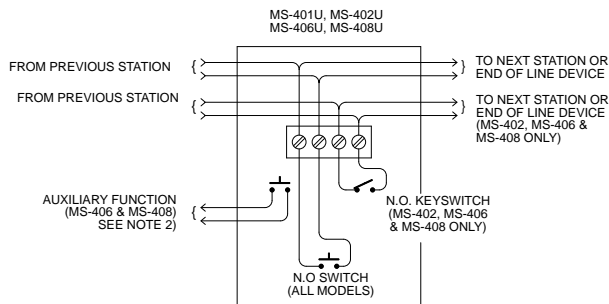 MS-401U, MS-402U
MS-406U, MS-408U
FROM PREVIOUS STATION
TO NEXT STATION OR
END OF LINE DEVICE
FROM PREVIOUS STATION
TO NEXT STATION OR
END OF LINE DEVICE
(MS-402, MS-406 &
MS-408 ONLY)
AUXILIARY FUNCTION
(MS-406 & MS-408)
SEE NOTE 2)
N.O. KEYSWITCH
(MS-402, MS-406
& MS-408 ONLY)
N.O SWITCH
(ALL MODELS)